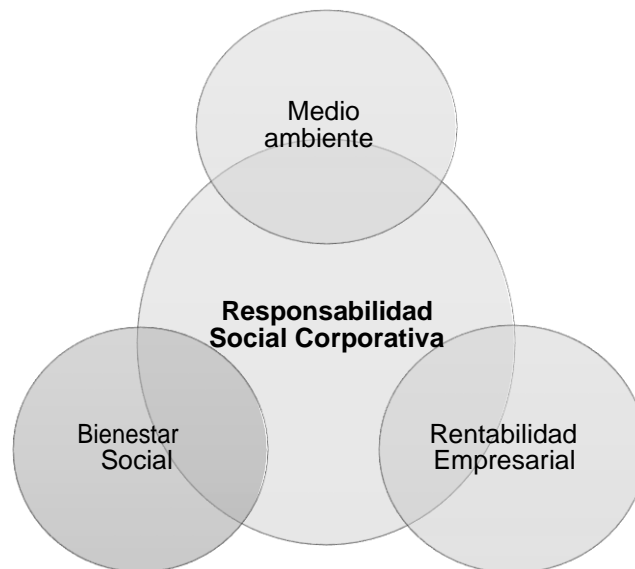 Medio
ambiente
Responsabilidad
Social Corporativa
Bienestar
Social
Rentabilidad
Empresarial